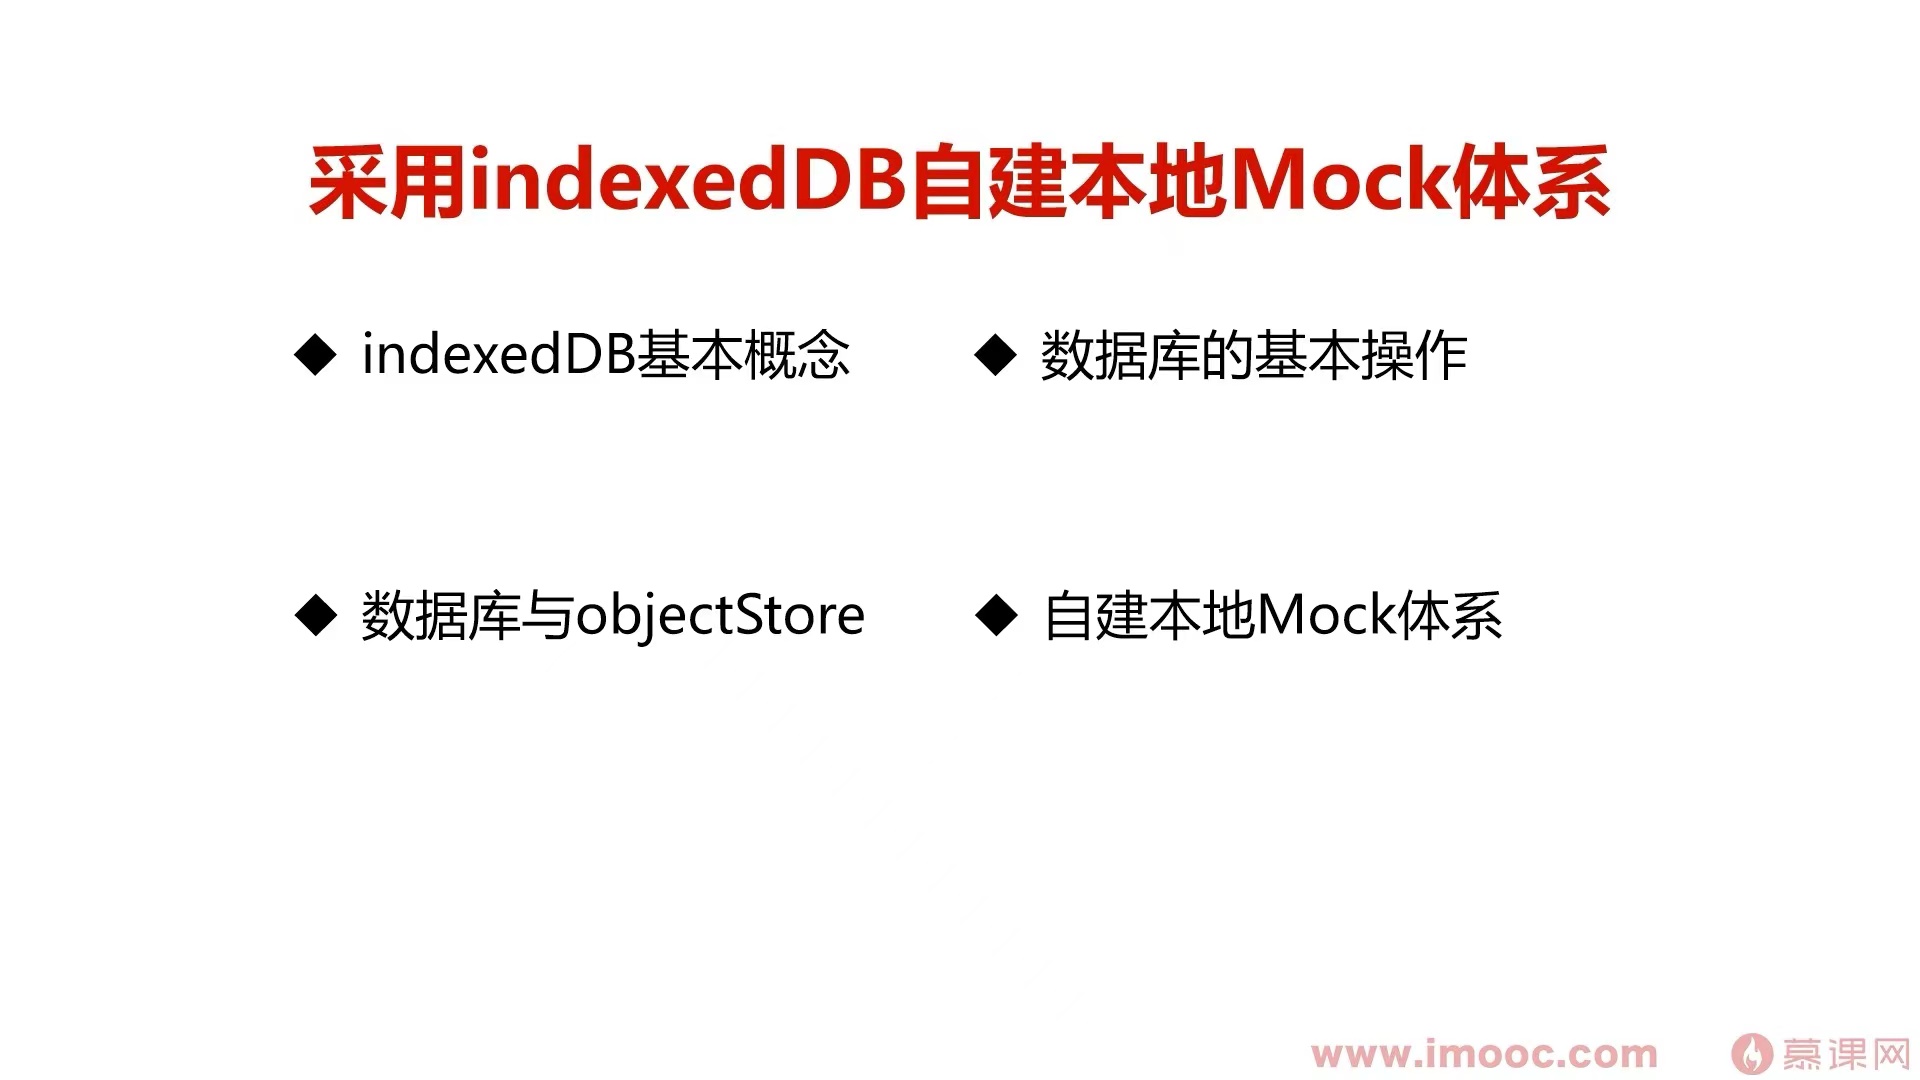 采用indexedDB自建本地Mock体系
◆ indexedDB基本概念
◆ 数据库的基本操作
◆ 数据库与objectStore
◆ 自建本地Mock体系
www.imooc.com
慕课网